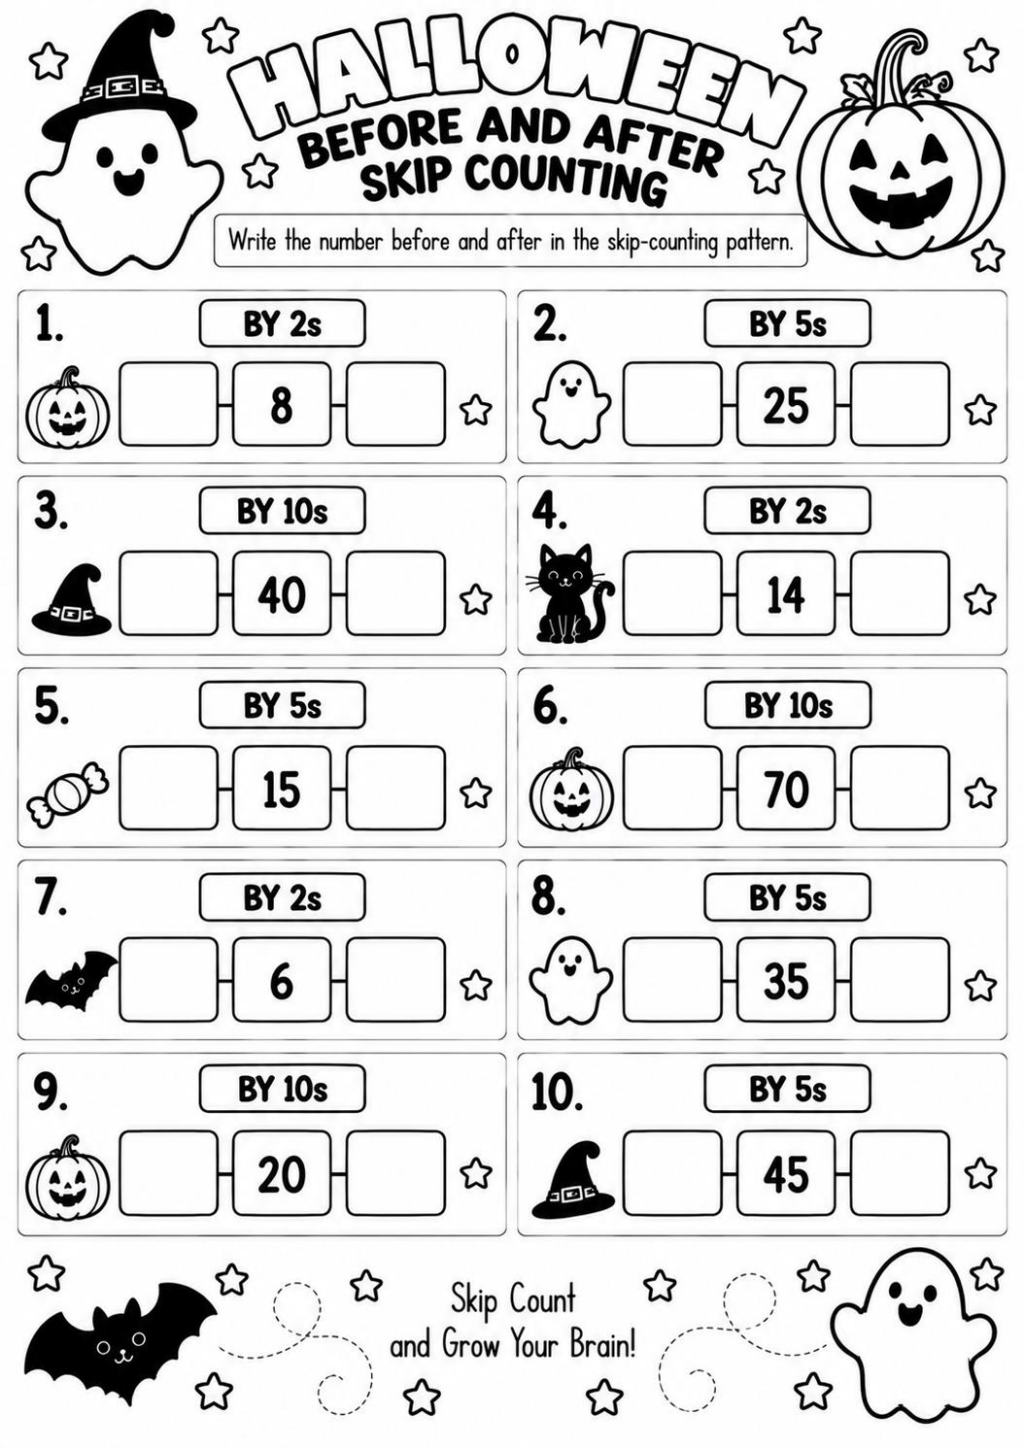 HALLOWEEN
BEFORE AND AFTER
SKIP COUNTING
Write the number before and after in the skip-counting pattern.
1.
BY 2s
8
2.
BY 5s
25
3.
BY 10s
40
4.
BY 2s
14
5.
BY 5s
15
6.
BY 10s
70
7.
BY 2s
6
8.
BY 5s
35
9.
BY 10s
20
10.
BY 5s
45
Skip Count
and Grow Your Brain!